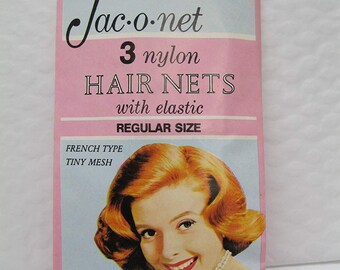 Jac·o·net
3 nylon
HAIR NETS
with elastic
REGULAR SIZE
FRENCH TYPE
TINY MESH